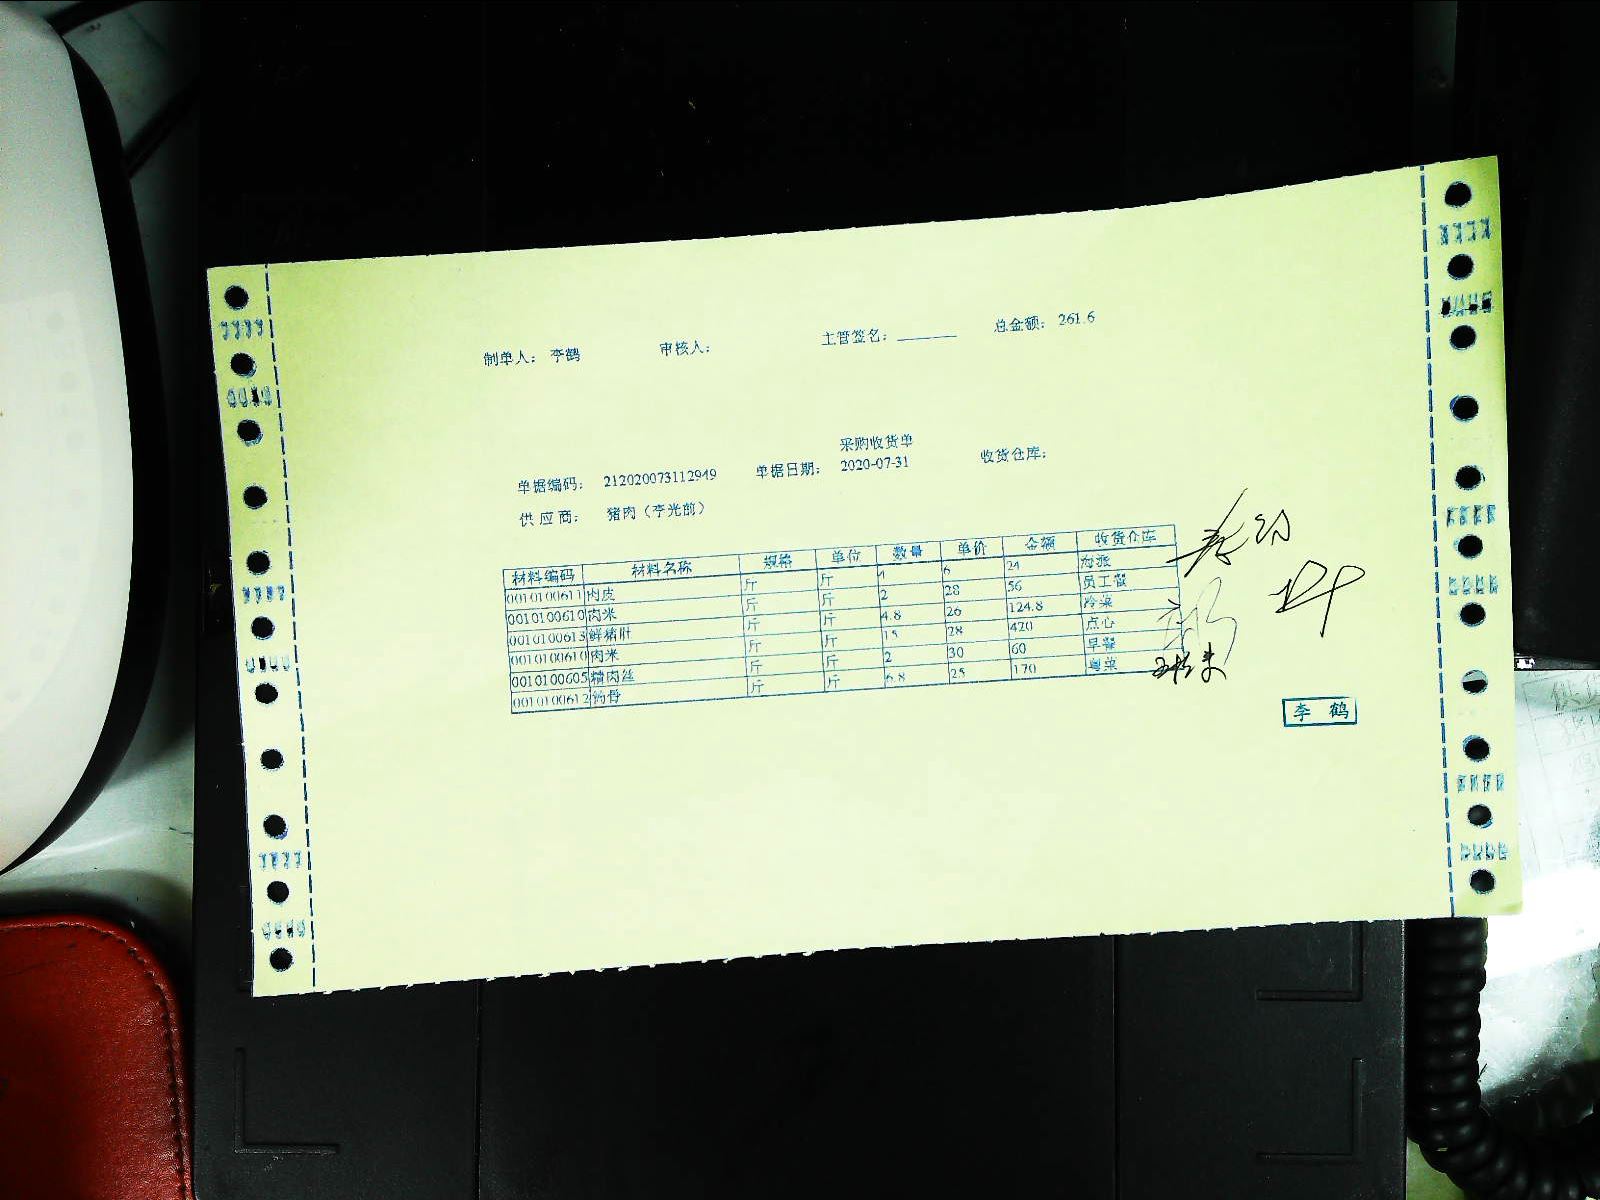 制单人： 李鹤 审核人： 主管签名：______ 总金额： 261.6
采购收货单
单据编码： 212020073112949 单据日期： 2020-07-31 收货仓库：
供 应 商： 猪肉（李光前）
材料编码 材料名称 规格 单位 数量 单价 金额 收货仓库
0010100611 肉皮 斤 斤 4 6 24 海派
0010100610 肉米 斤 斤 2 28 56 员工餐
0010100613 鲜猪肚 斤 斤 4.8 26 124.8 冷菜
0010100610 肉米 斤 斤 15 28 420 点心
0010100605 精肉丝 斤 斤 2 30 60 早餐
0010100612 斤 斤 6.8 25 170 粤菜
李 鹤